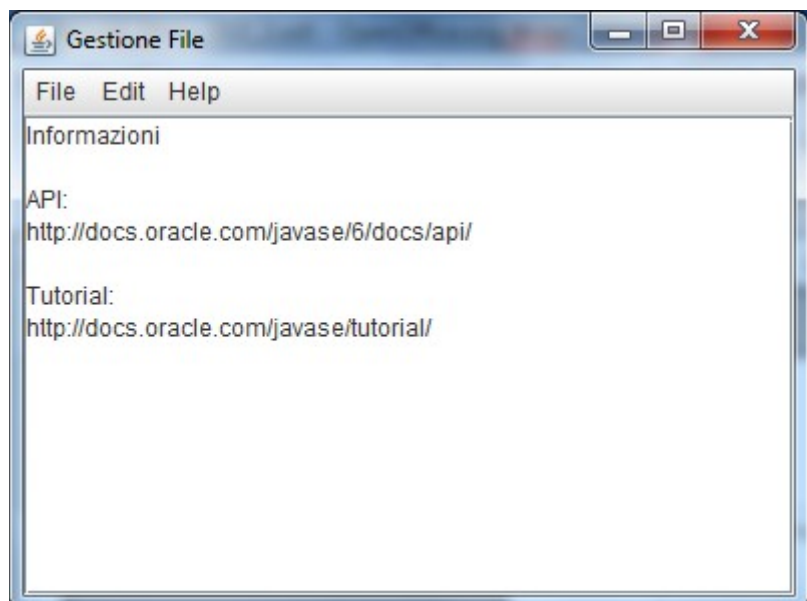 Gestione File
File Edit Help
Informazioni
API:
http://docs.oracle.com/javase/6/docs/api/
Tutorial:
http://docs.oracle.com/javase/tutorial/